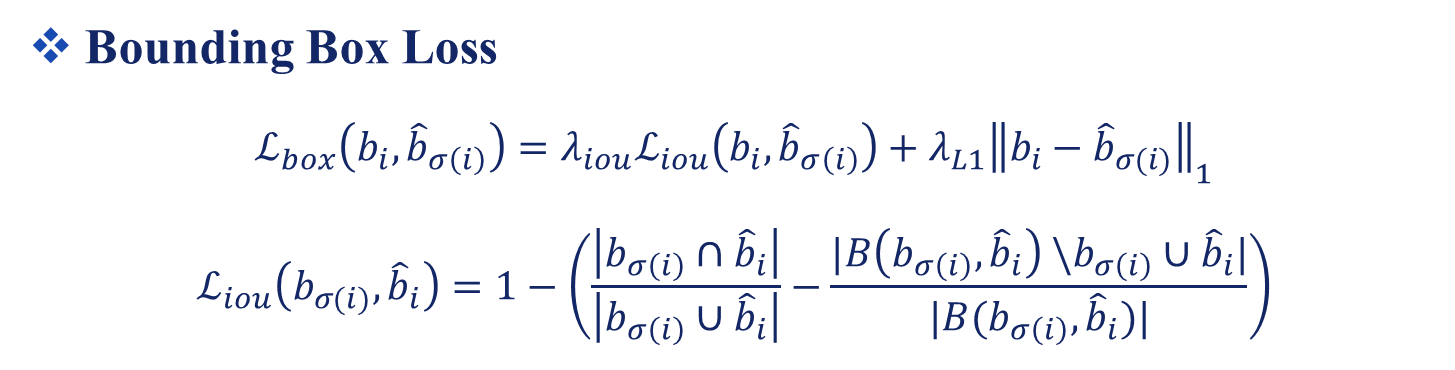 ❖ Bounding Box Loss
ℒ_box(b_i, b̂_σ(i)) = λ_iou ℒ_iou(b_i, b̂_σ(i)) + λ_L1 ‖b_i − b̂_σ(i)‖_1
ℒ_iou(b_σ(i), b̂_i) = 1 − (|b_σ(i) ∩ b̂_i| / |b_σ(i) ∪ b̂_i| − |B(b_σ(i), b̂_i) \ b_σ(i) ∪ b̂_i| / |B(b_σ(i), b̂_i)|)